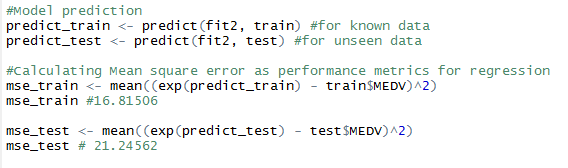 #Model prediction
predict_train <- predict(fit2, train) #for known data
predict_test <- predict(fit2, test) #for unseen data
#Calculating Mean square error as performance metrics for regression
mse_train <- mean((exp(predict_train) - train$MEDV)^2)
mse_train #16.81506
mse_test <- mean((exp(predict_test) - test$MEDV)^2)
mse_test # 21.24562